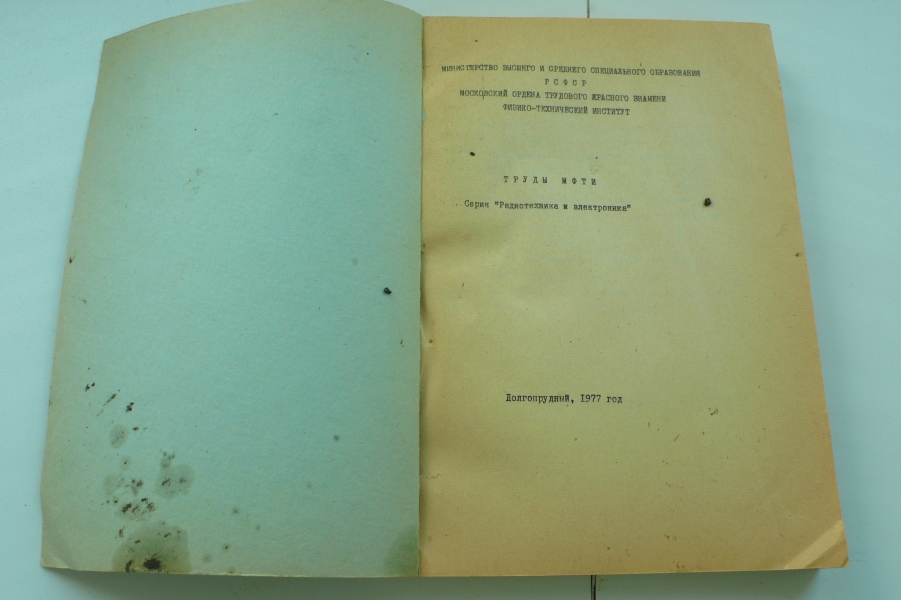 МИНИСТЕРСТВО ВЫСШЕГО И СРЕДНЕГО СПЕЦИАЛЬНОГО ОБРАЗОВАНИЯ
РСФСР
МОСКОВСКИЙ ОРДЕНА ТРУДОВОГО КРАСНОГО ЗНАМЕНИ
ФИЗИКО-ТЕХНИЧЕСКИЙ ИНСТИТУТ
ТРУДЫ МФТИ
Серия "Радиотехника и электроника"
Долгопрудный, 1977 год